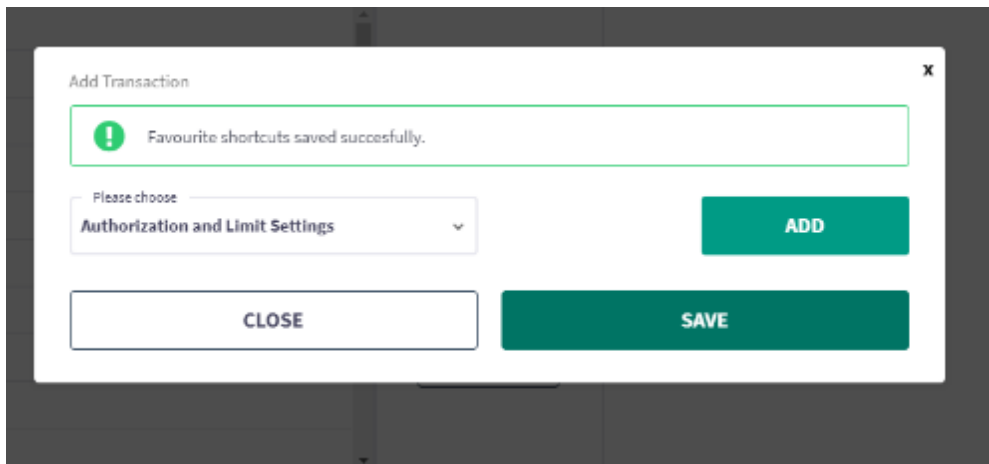 Add Transaction
x
Favourite shortcuts saved succesfully.
Please choose
Authorization and Limit Settings
ADD
CLOSE
SAVE